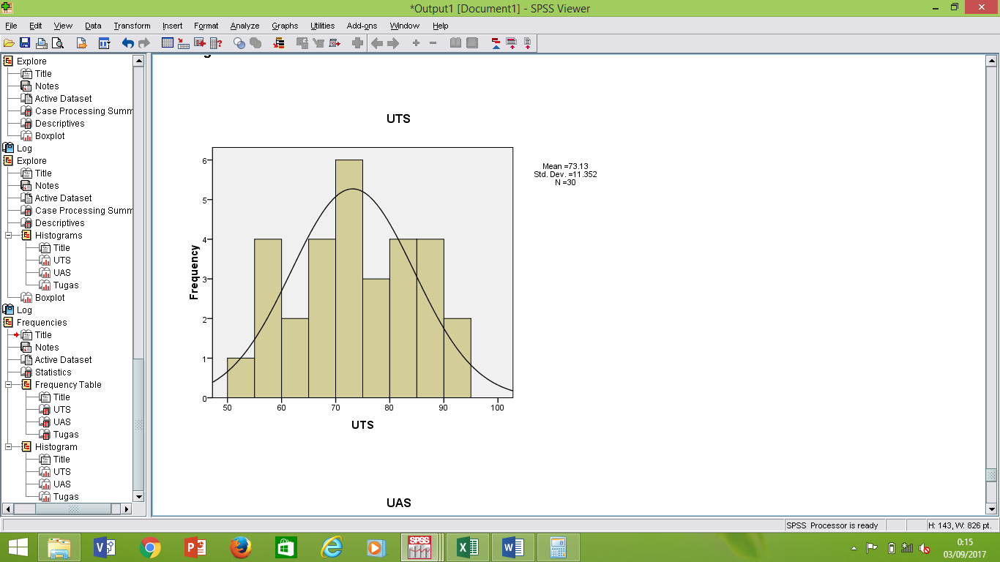 *Output1 [Document1] - SPSS Viewer
File Edit View Data Transform Insert Format Analyze Graphs Utilities Add-ons Window Help
Explore
Title
Notes
Active Dataset
Case Processing Summ
Descriptives
Boxplot
Log
Explore
Title
Notes
Active Dataset
Case Processing Summ
Descriptives
Histograms
Title
UTS
UAS
Tugas
Boxplot
Log
Frequencies
Title
Notes
Active Dataset
Statistics
Frequency Table
Title
UTS
UAS
Tugas
Histogram
Title
UTS
UAS
Tugas
UTS
Mean =73.13
Std. Dev. =11.352
N =30
Frequency
6
5
4
3
2
1
0
50 60 70 80 90 100
UTS
UAS
SPSS Processor is ready
H: 143, W: 826 pt.
SPSS
0:15
03/09/2017